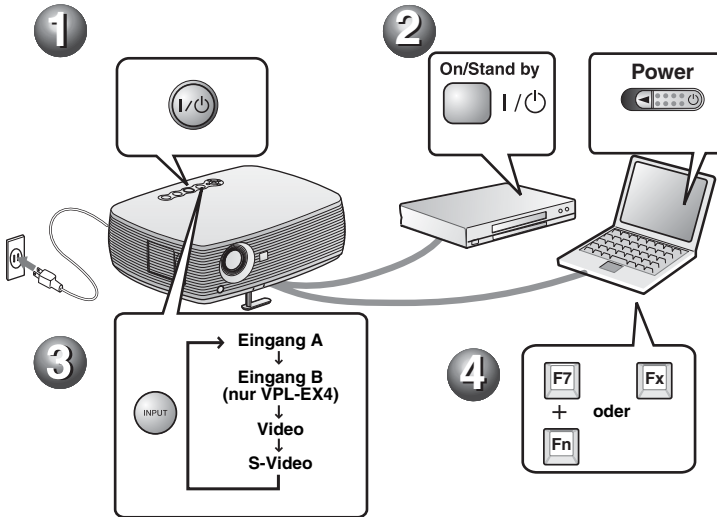 1
I/⏻
2
On/Stand by
I/⏻
Power
3
INPUT
Eingang A
Eingang B
(nur VPL-EX4)
Video
S-Video
4
F7
+
Fn
oder
Fx